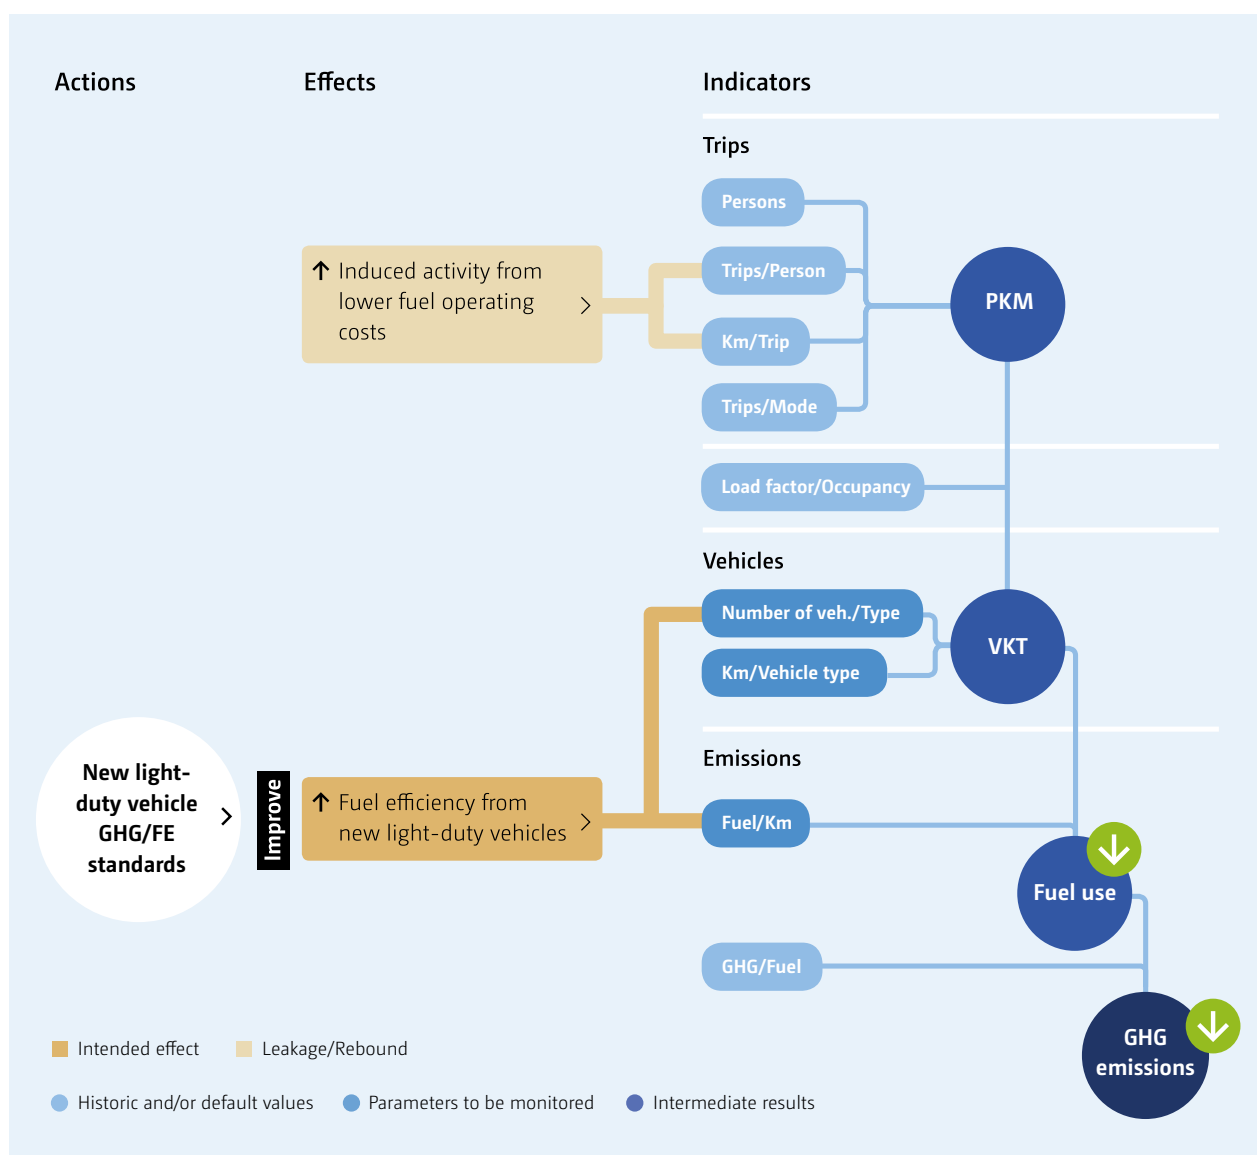 Actions
Effects
Indicators
Trips
Persons
Induced activity from
lower fuel operating
costs
Trips/Person
Km/Trip
Trips/Mode
PKM
Load factor/Occupancy
Vehicles
Number of veh./Type
Km/Vehicle type
VKT
Emissions
New light-
duty vehicle
GHG/FE
standards
Improve
Fuel efficiency from
new light-duty vehicles
Fuel/Km
Fuel use
GHG/Fuel
GHG
emissions
Intended effect
Leakage/Rebound
Historic and/or default values
Parameters to be monitored
Intermediate results